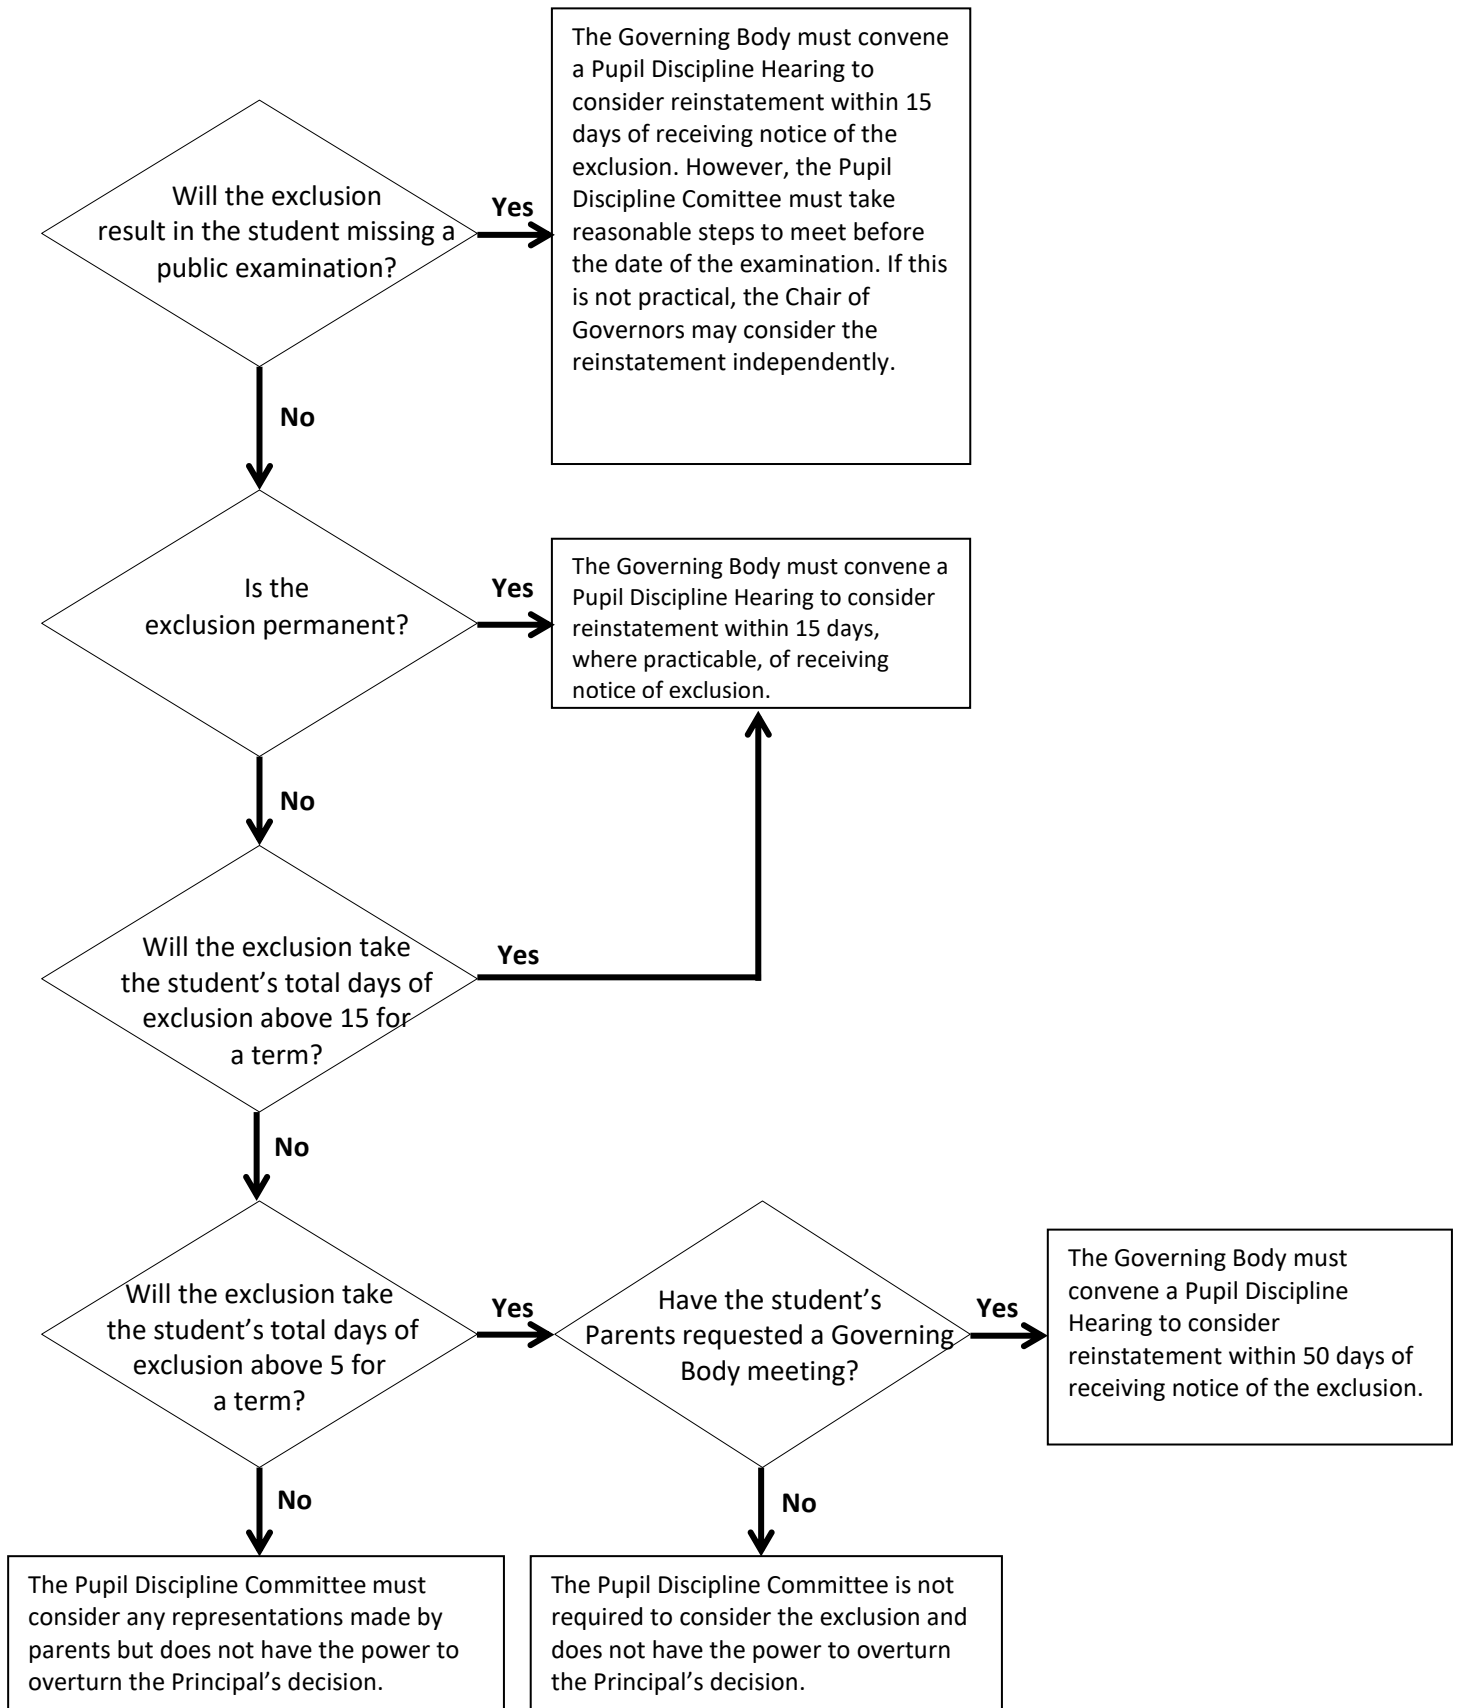 The Governing Body must convene
a Pupil Discipline Hearing to
consider reinstatement within 15
days of receiving notice of the
exclusion. However, the Pupil
Discipline Comittee must take
reasonable steps to meet before
the date of the examination. If this
is not practical, the Chair of
Governors may consider the
reinstatement independently.
Will the exclusion
result in the student missing a
public examination?
Yes
No
Is the
exclusion permanent?
Yes
The Governing Body must convene a
Pupil Discipline Hearing to consider
reinstatement within 15 days,
where practicable, of receiving
notice of exclusion.
No
Will the exclusion take
the student’s total days of
exclusion above 15 for
a term?
Yes
No
Will the exclusion take
the student’s total days of
exclusion above 5 for
a term?
Yes
Have the student’s
Parents requested a Governing
Body meeting?
Yes
The Governing Body must
convene a Pupil Discipline
Hearing to consider
reinstatement within 50 days of
receiving notice of the exclusion.
No
No
The Pupil Discipline Committee must
consider any representations made by
parents but does not have the power to
overturn the Principal’s decision.
The Pupil Discipline Committee is not
required to consider the exclusion and
does not have the power to overturn
the Principal’s decision.